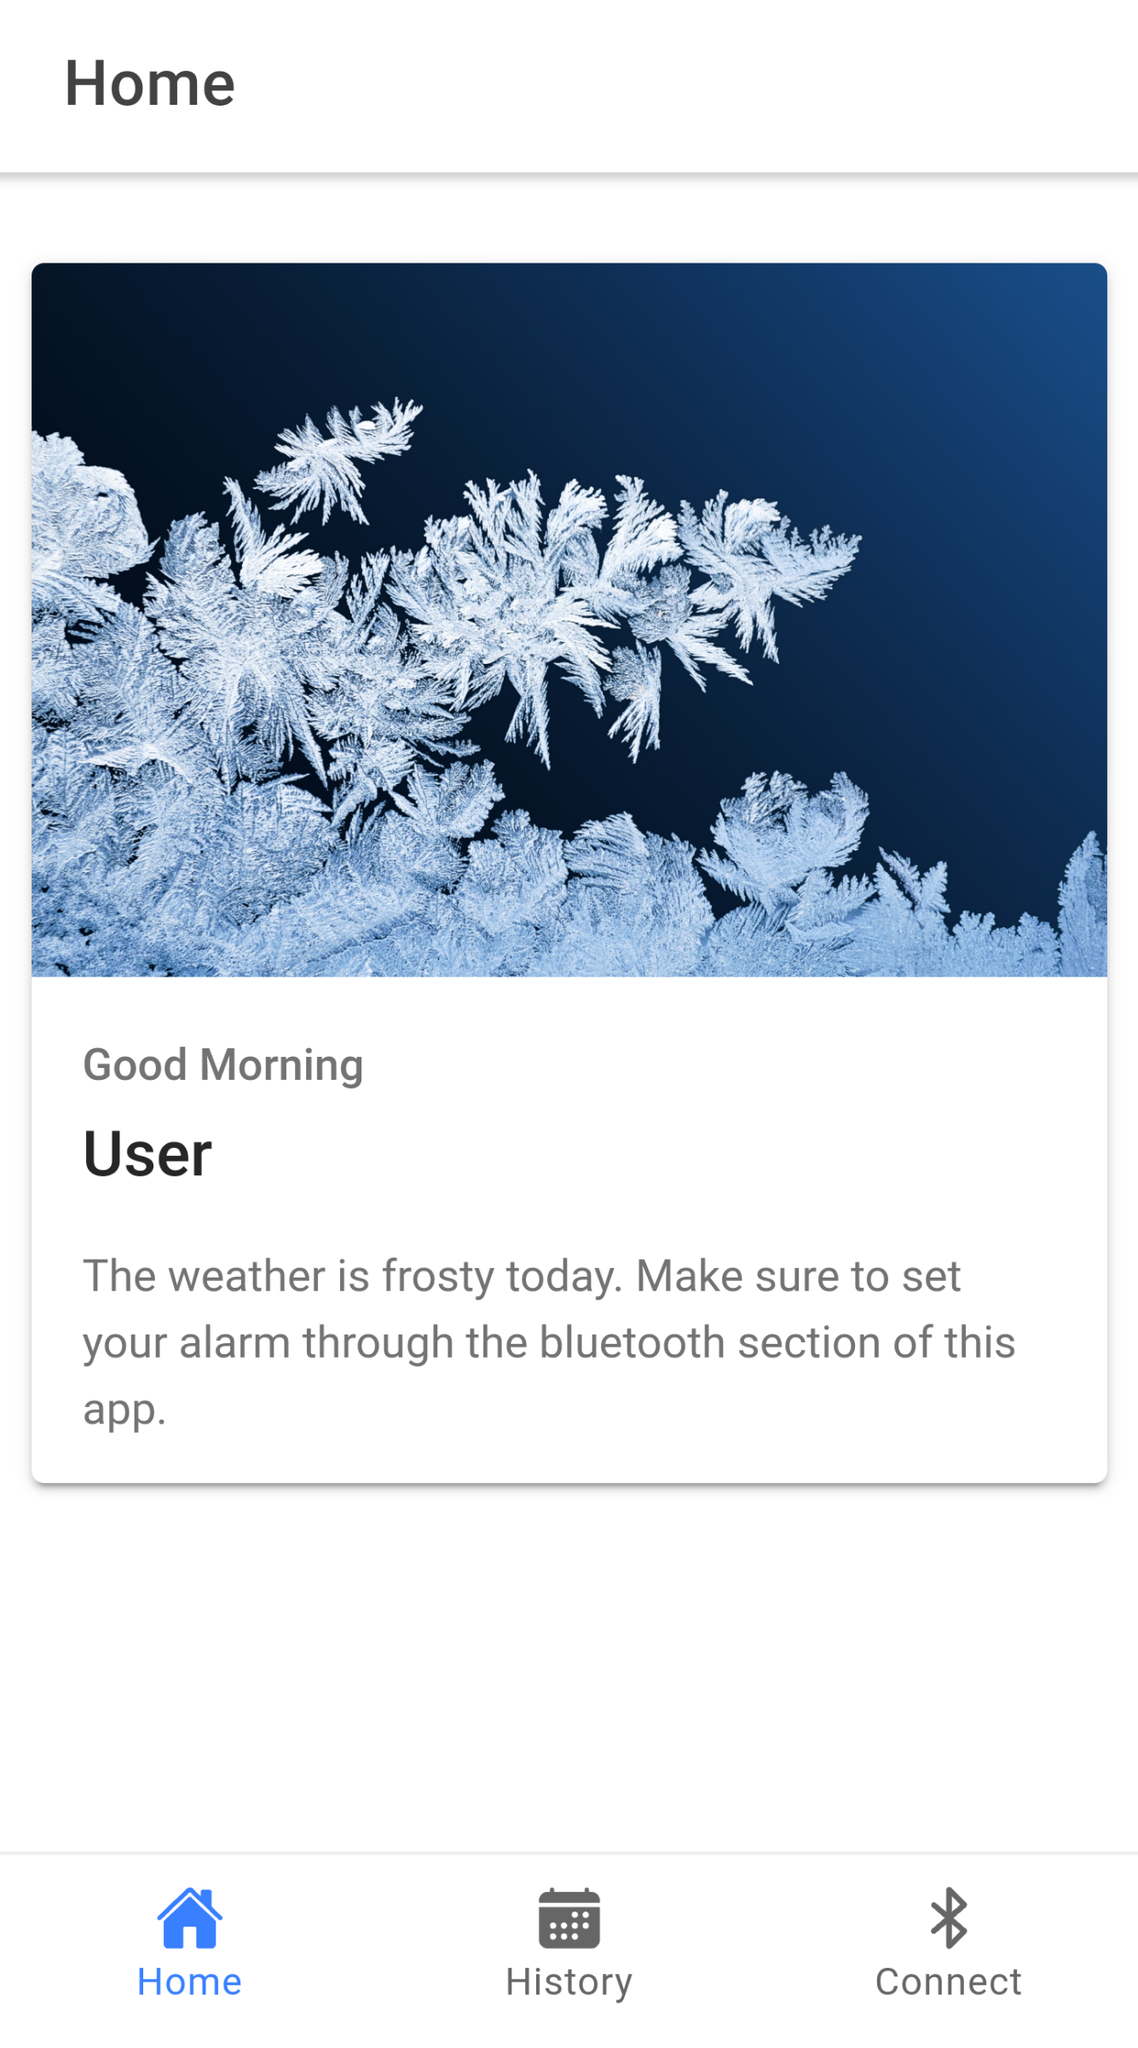 Home
Good Morning
User
The weather is frosty today. Make sure to set
your alarm through the bluetooth section of this
app.
Home
History
Connect